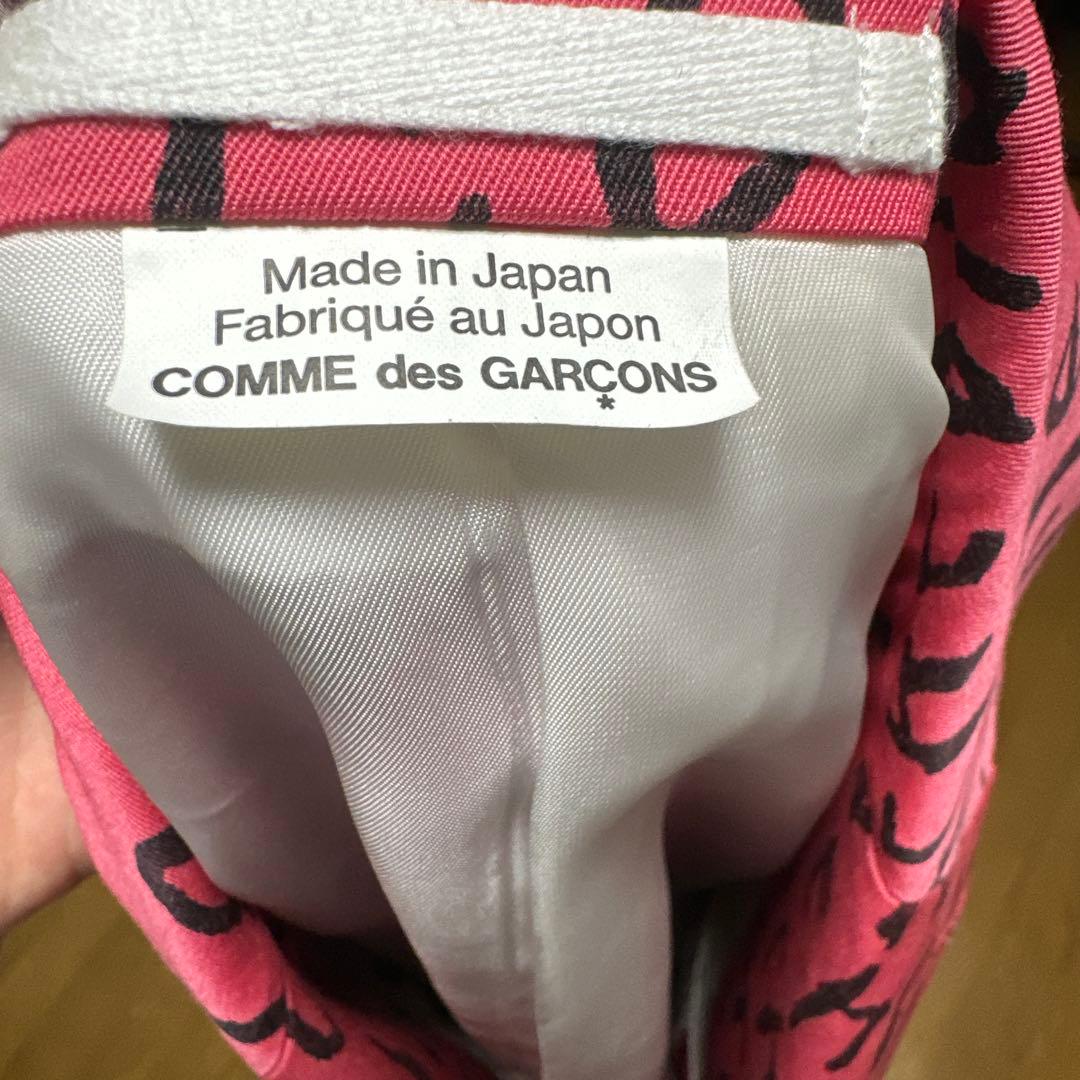 Made in Japan
Fabriqué au Japon
COMME des GARÇONS
*